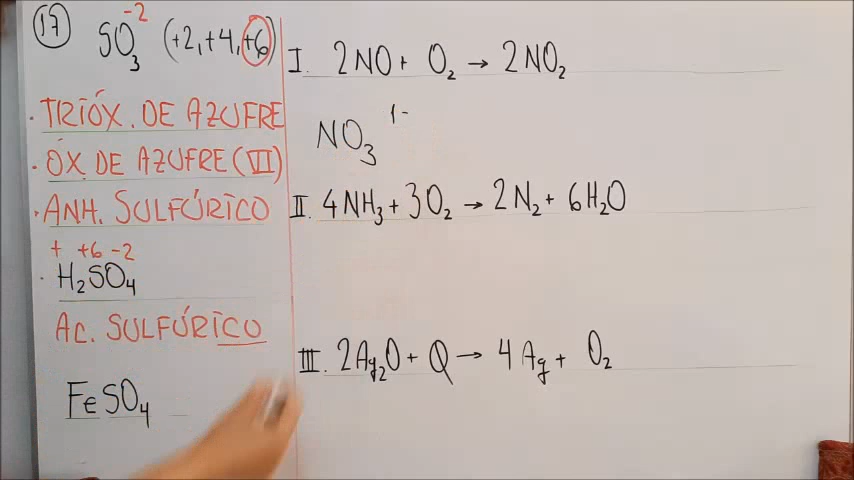 17 SO₃ -2 (+2, +4, +6)
· TRIÓX. DE AZUFRE
· ÓX. DE AZUFRE (VI)
· ANH. SULFÚRICO
+ +6 -2
· H₂SO₄
AC. SULFÚRICO
FeSO₄
I. 2NO + O₂ → 2NO₂
NO₃ 1-
II. 4NH₃ + 3O₂ → 2N₂ + 6H₂O
III. 2Ag₂O + Q → 4Ag + O₂